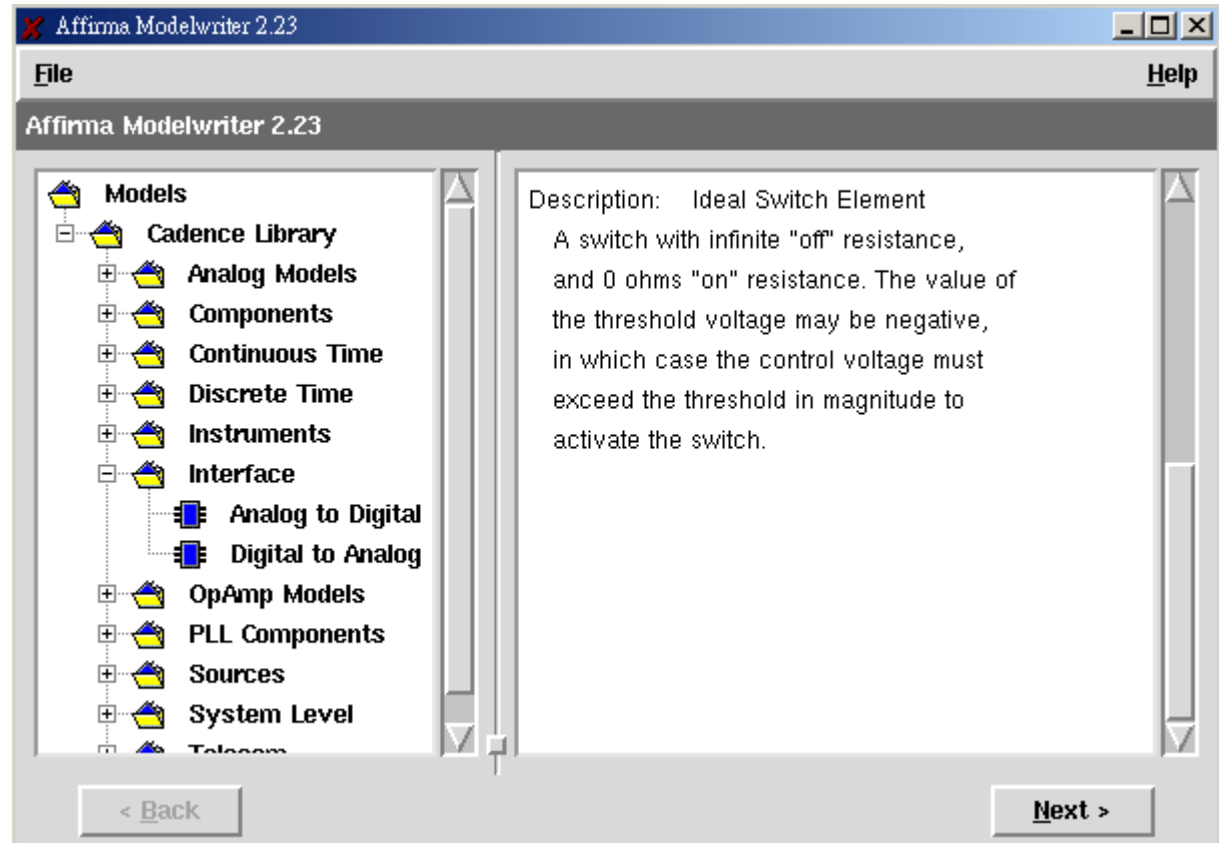 Affirma Modelwriter 2.23
File
Help
Affirma Modelwriter 2.23
Models
Cadence Library
Analog Models
Components
Continuous Time
Discrete Time
Instruments
Interface
Analog to Digital
Digital to Analog
OpAmp Models
PLL Components
Sources
System Level
Telecom
Description: Ideal Switch Element
A switch with infinite "off" resistance,
and 0 ohms "on" resistance. The value of
the threshold voltage may be negative,
in which case the control voltage must
exceed the threshold in magnitude to
activate the switch.
< Back
Next >